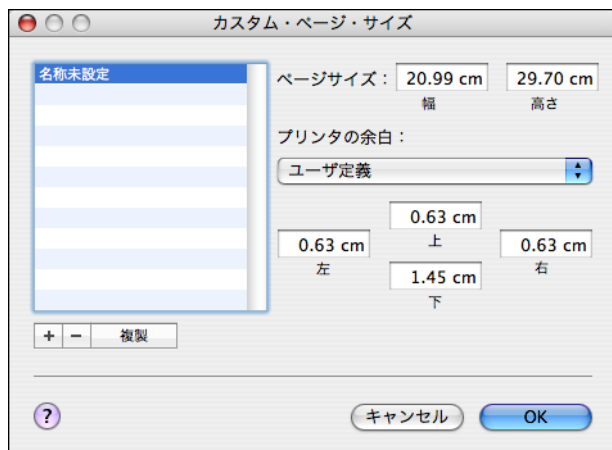 カスタム・ページ・サイズ
名称未設定
ページサイズ：
20.99 cm
29.70 cm
幅
高さ
プリンタの余白：
ユーザ定義
0.63 cm
上
0.63 cm
左
0.63 cm
右
1.45 cm
下
+
−
複製
?
キャンセル
OK